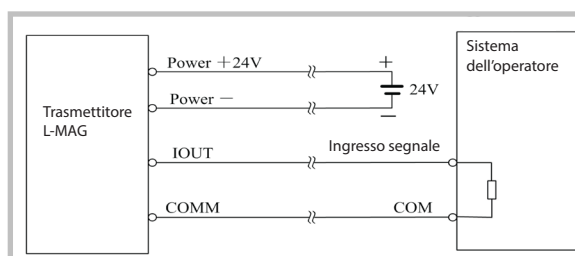 Trasmettitore
L-MAG
Power +24V
Power −
IOUT
COMM
+
24V
−
Ingresso segnale
COM
Sistema
dell'operatore